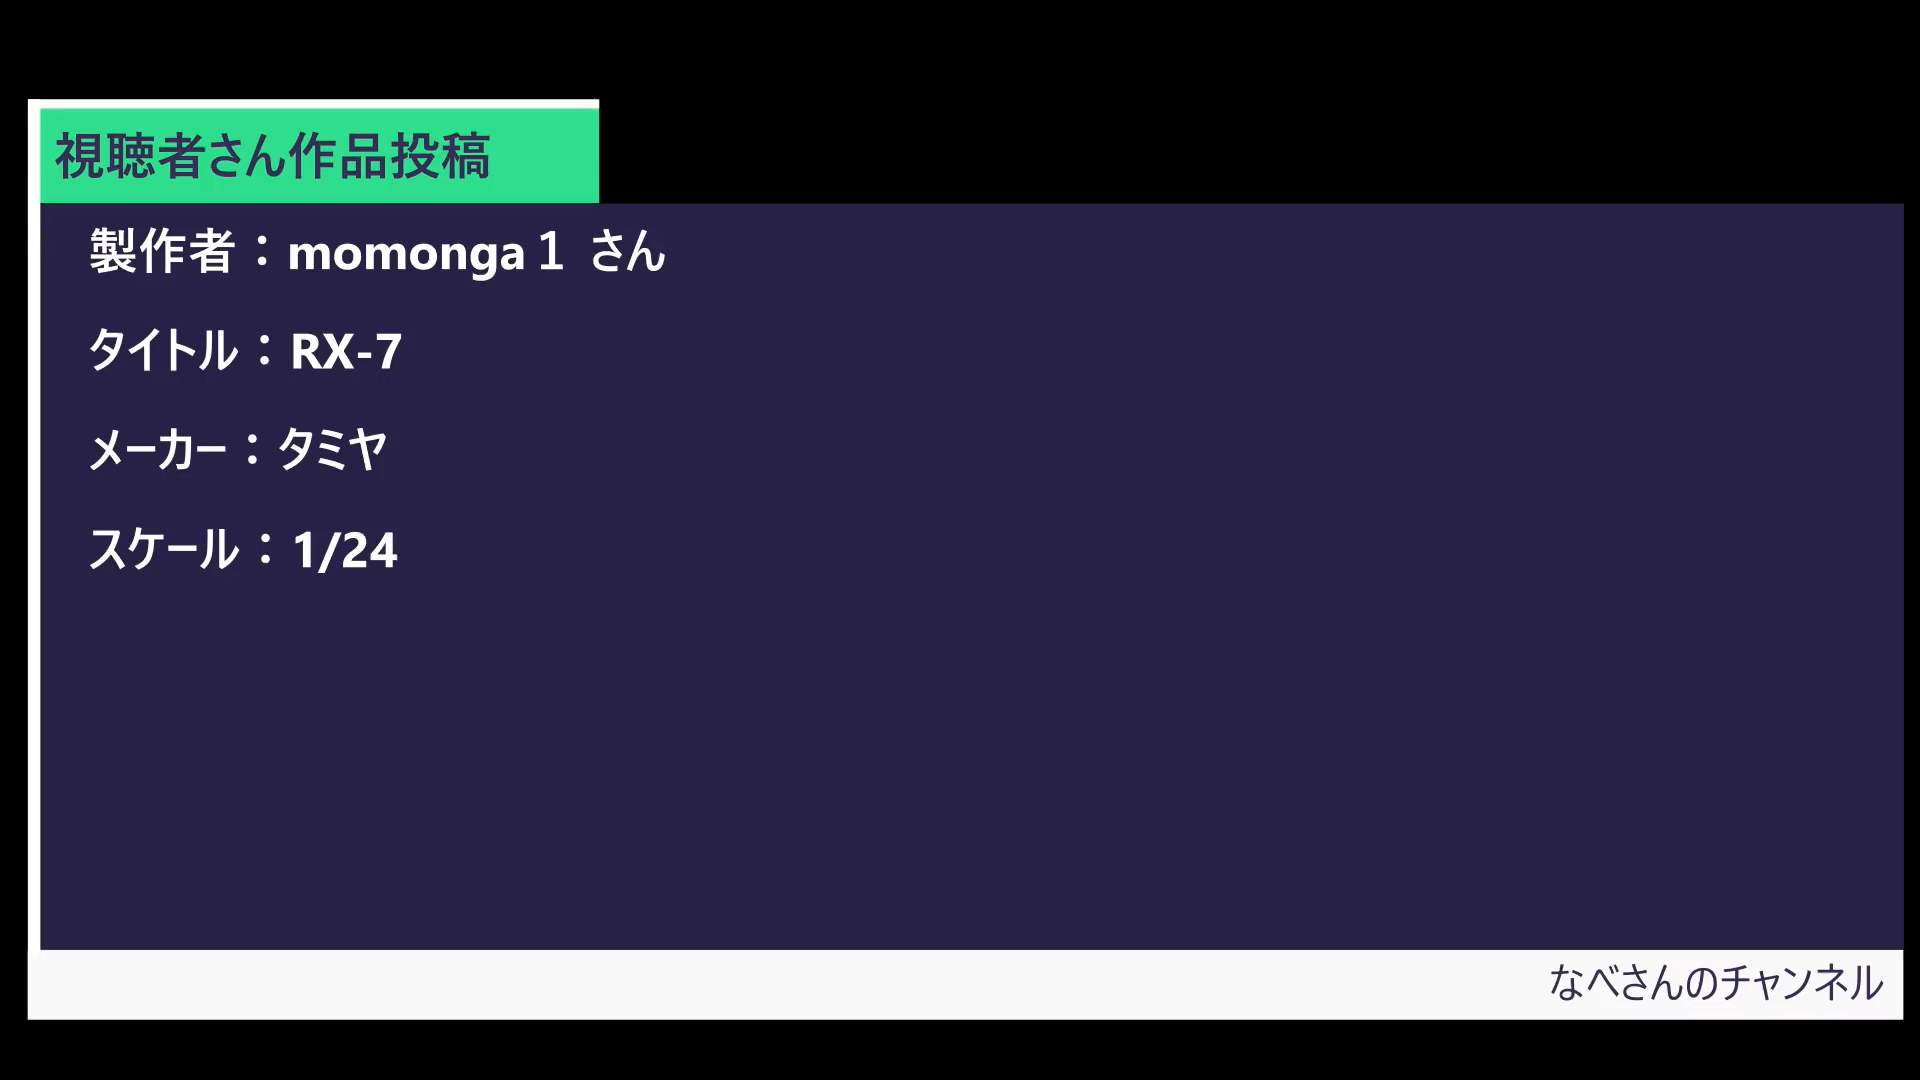 視聴者さん作品投稿
製作者：momonga１ さん
タイトル：RX-7
メーカー：タミヤ
スケール：1/24
なべさんのチャンネル